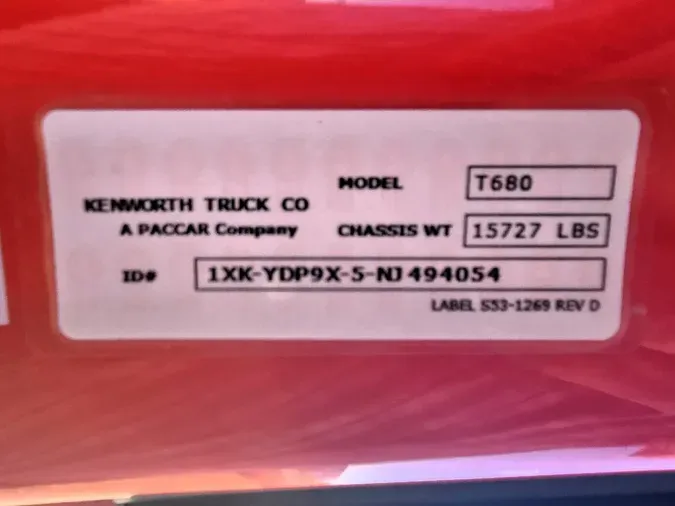 MODEL T680
KENWORTH TRUCK CO
A PACCAR Company CHASSIS WT 15727 LBS
ID# 1XK-YDP9X-5-NJ494054
LABEL S53-1269 REV D